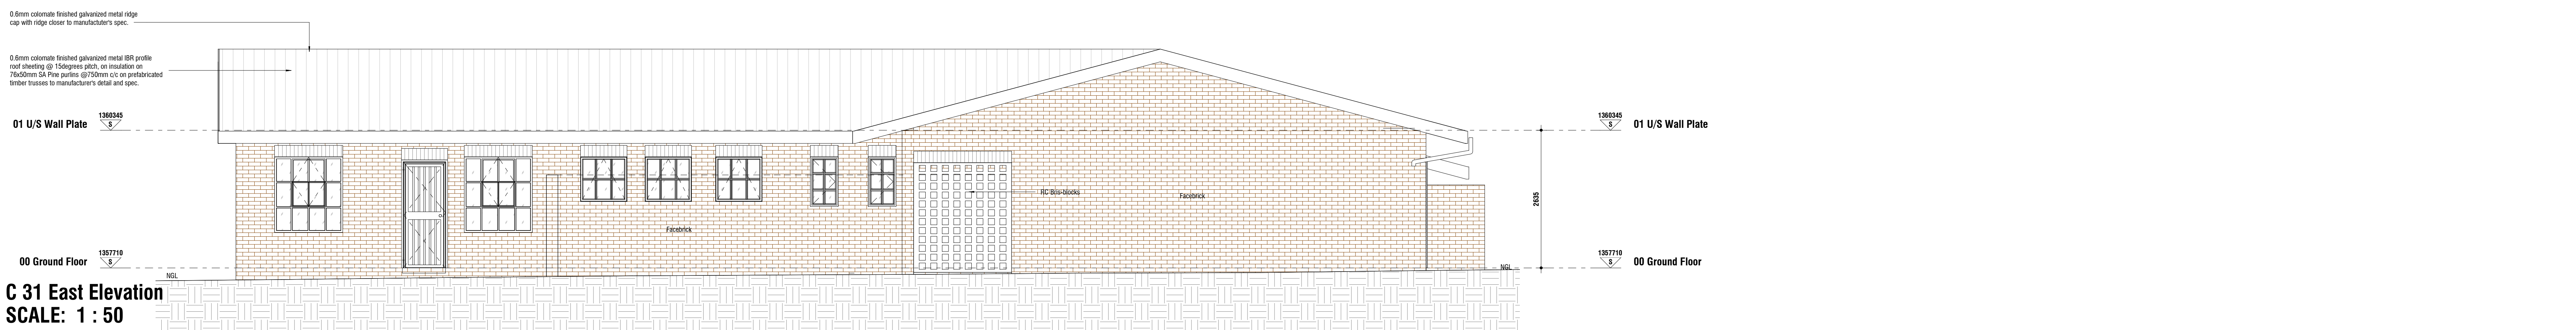 0.6mm colomate finished galvanized metal ridge
cap with ridge closer to manufactuter's spec.
0.6mm colomate finished galvanized metal IBR profile
roof sheeting @ 15degrees pitch, on insulation on
76x50mm SA Pine purlins @750mm c/c on prefabricated
timber trusses to manufacturer's detail and spec.
01 U/S Wall Plate
1360345
S
1360345
S
01 U/S Wall Plate
RC Bris-blocks
Facebrick
2635
Facebrick
00 Ground Floor
1357710
S
1357710
S
00 Ground Floor
NGL
NGL
C 31 East Elevation
SCALE: 1 : 50